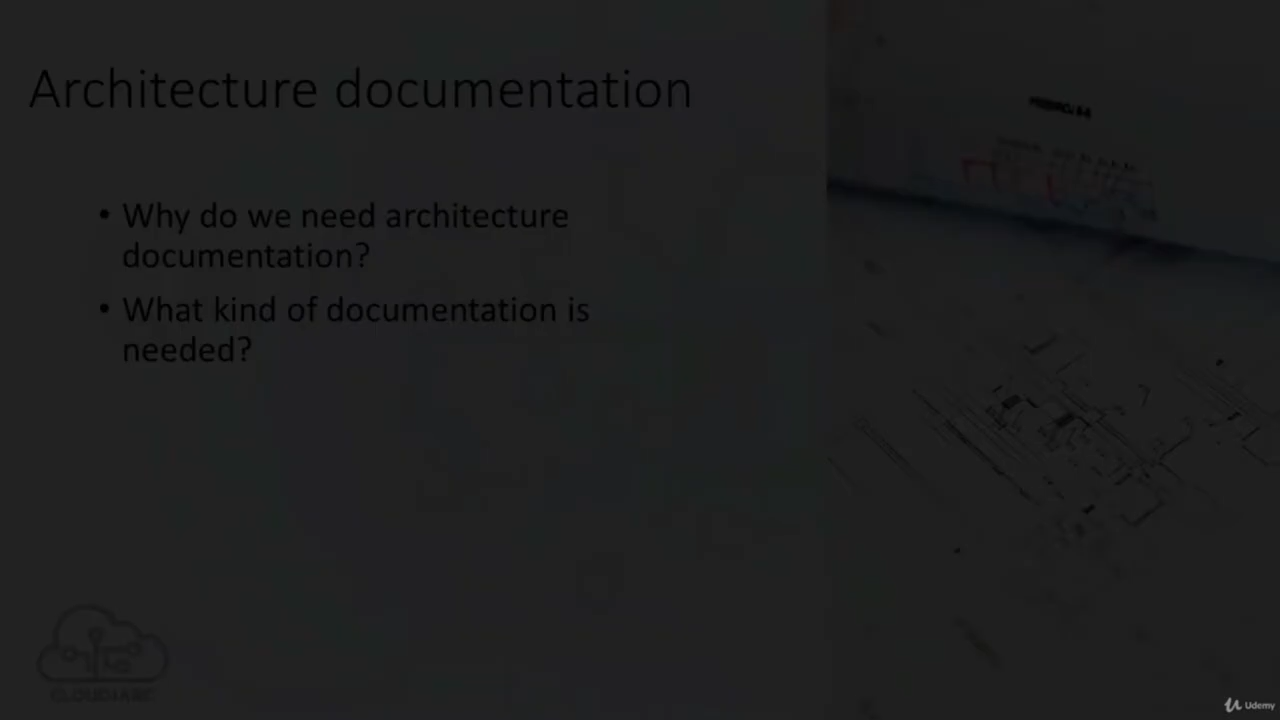 Architecture documentation
• Why do we need architecture
documentation?
• What kind of documentation is
needed?
Udemy